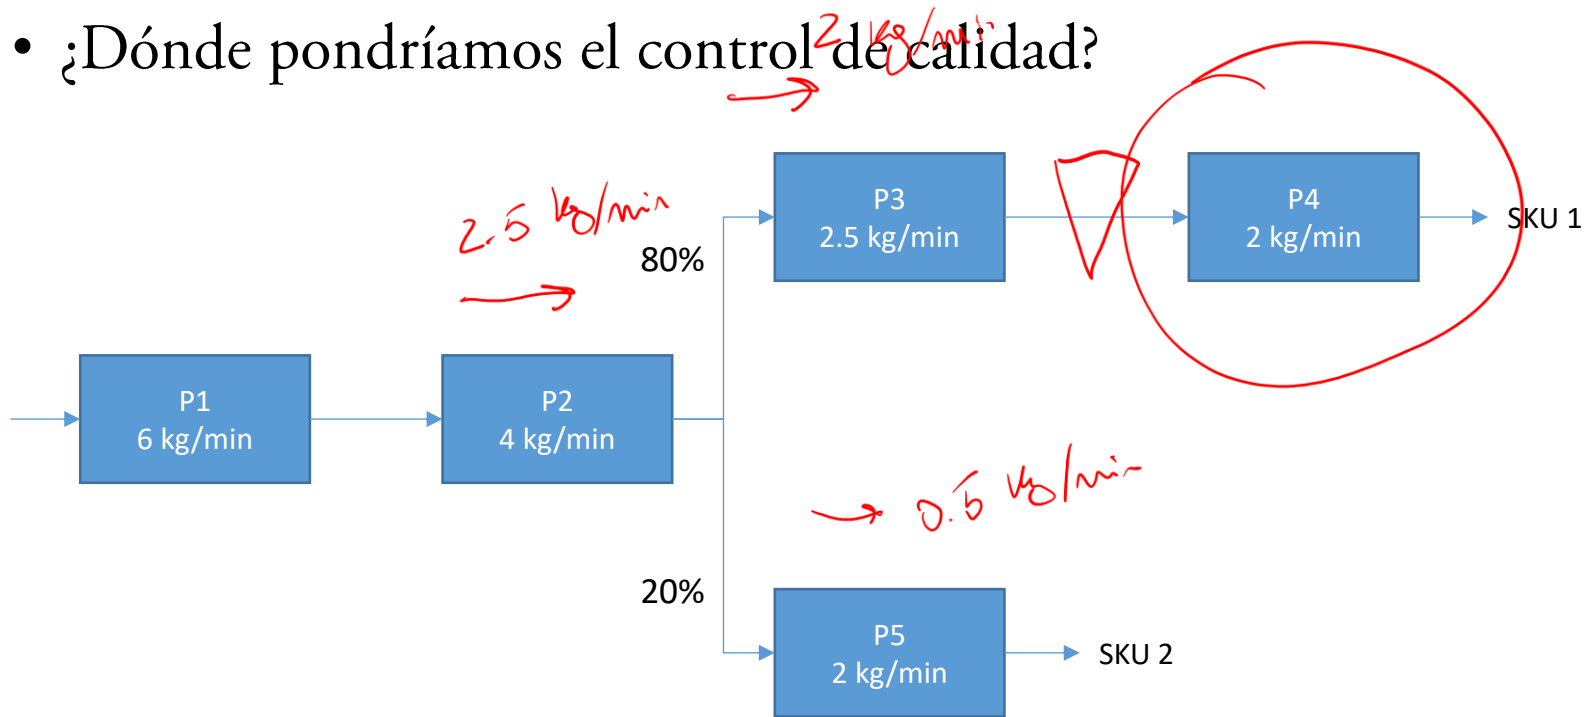 • ¿Dónde pondríamos el control de calidad?
2 kg/min
2.5 kg/min
80%
P3
2.5 kg/min
P4
2 kg/min
SKU 1
P1
6 kg/min
P2
4 kg/min
0.5 kg/min
20%
P5
2 kg/min
SKU 2